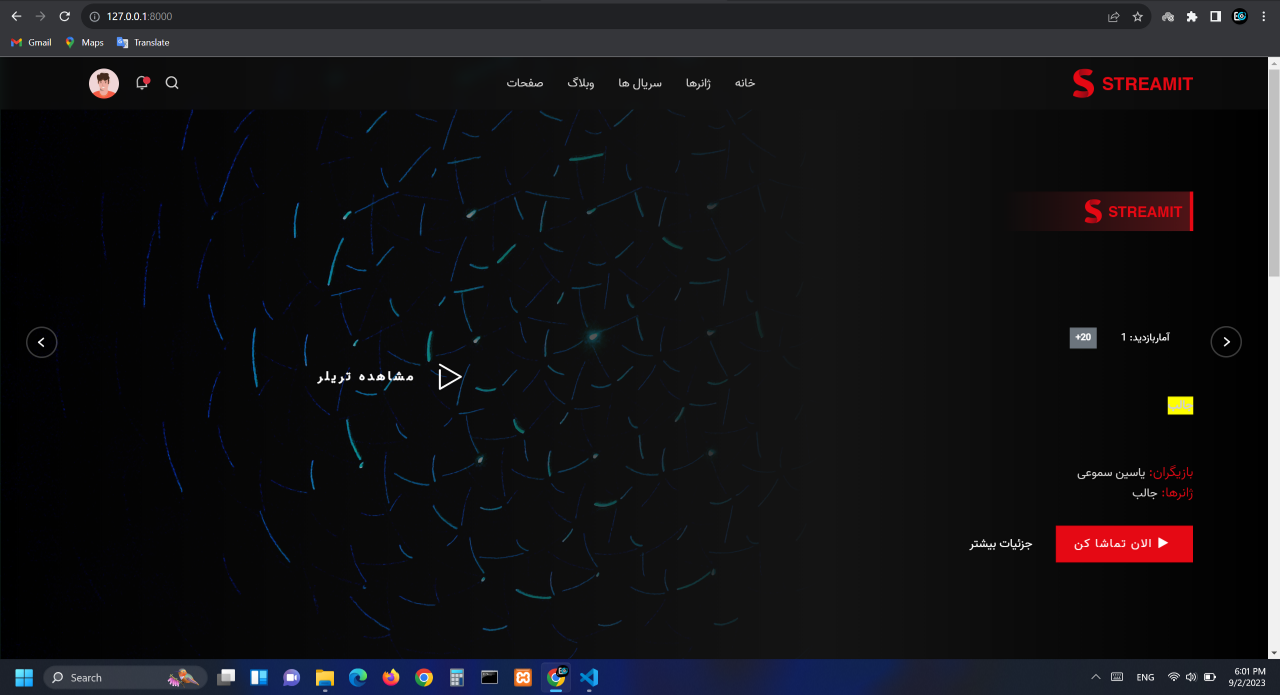 127.0.0.1:8000
Gmail
Maps
Translate
STREAMIT
خانه
ژانرها
سریال ها
وبلاگ
صفحات
STREAMIT
آماربازدید: 1
20+
جالب
مشاهده تریلر
بازیگران: یاسین سموعی
ژانرها: جالب
الان تماشا کن
جزئیات بیشتر
Search
ENG
6:01 PM
9/2/2023